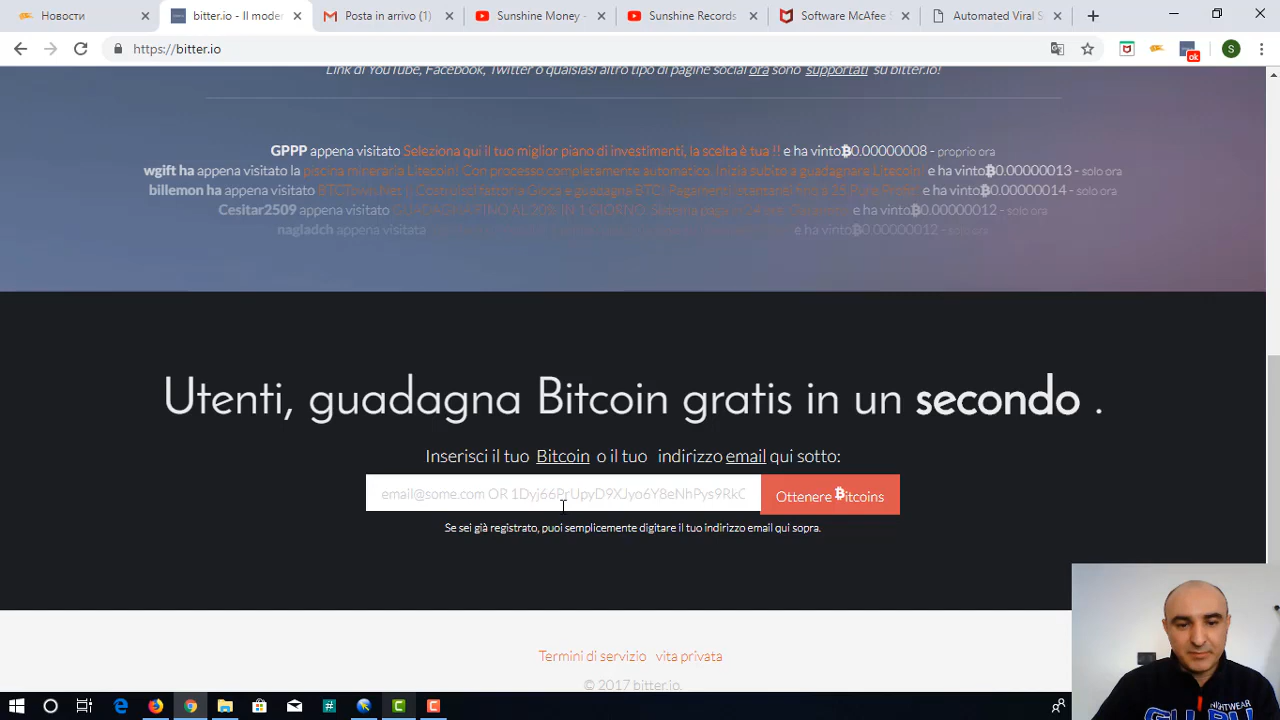 Новости
bitter.io - Il moder
Posta in arrivo (1)
Sunshine Money -
Sunshine Records
Software McAfee S
Automated Viral S
https://bitter.io
S
ok
Link di YouTube, Facebook, Twitter o qualsiasi altro tipo di pagine social ora sono supportati su bitter.io!
GPPP appena visitato Seleziona qui il tuo miglior piano di investimenti, la scelta è tua !! e ha vinto฿0.00000008 - proprio ora
wgift ha appena visitato la piscina mineraria Litecoin! Con processo completamente automatico. Inizia subito a guadagnare Litecoin. e ha vinto฿0.00000013 - solo ora
billemon ha appena visitato e ha vinto฿0.00000014 - solo ora
Cesitar2509 appena visitato e ha vinto฿0.00000012 - solo ora
nagladch appena visitata e ha vinto฿0.00000012 - solo ora
Utenti, guadagna Bitcoin gratis in un secondo .
Inserisci il tuo Bitcoin o il tuo indirizzo email qui sotto:
email@some.com OR 1Dyj66PrUpyD9XJyo6Y8eNhPys9RkC
Ottenere ฿itcoins
Se sei già registrato, puoi semplicemente digitare il tuo indirizzo email qui sopra.
Termini di servizio vita privata
© 2017 bitter.io.
NIGHTWEAR